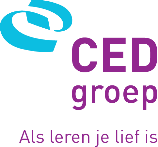 CED
groep
Als leren je lief is